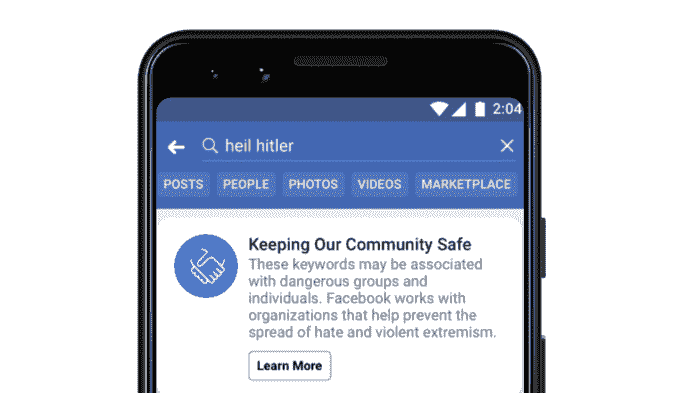 2:04
heil hitler
POSTS PEOPLE PHOTOS VIDEOS MARKETPLACE
Keeping Our Community Safe
These keywords may be associated
with dangerous groups and
individuals. Facebook works with
organizations that help prevent the
spread of hate and violent extremism.
Learn More